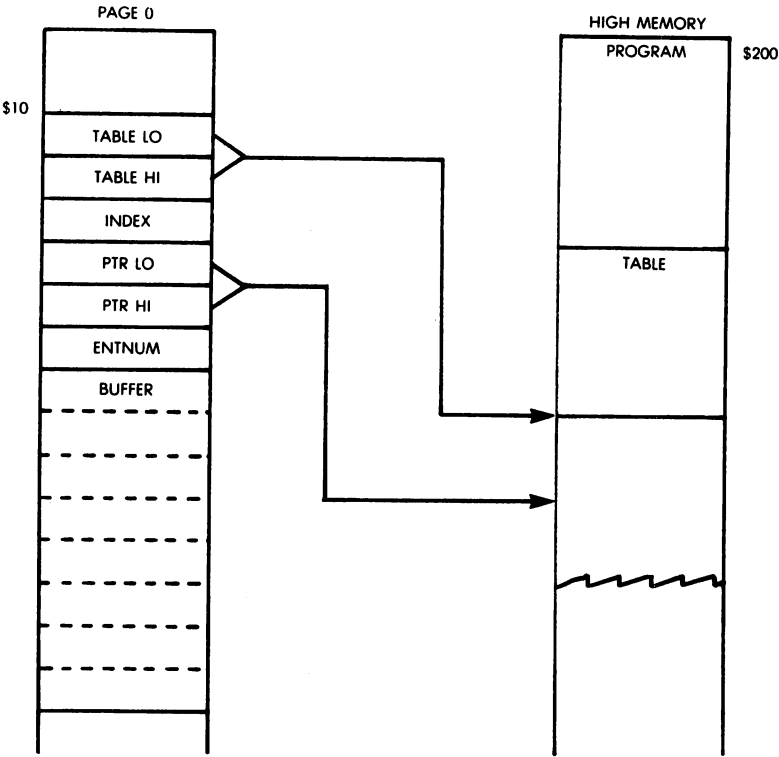 PAGE 0
$10
TABLE LO
TABLE HI
INDEX
PTR LO
PTR HI
ENTNUM
BUFFER
HIGH MEMORY
PROGRAM
$200
TABLE